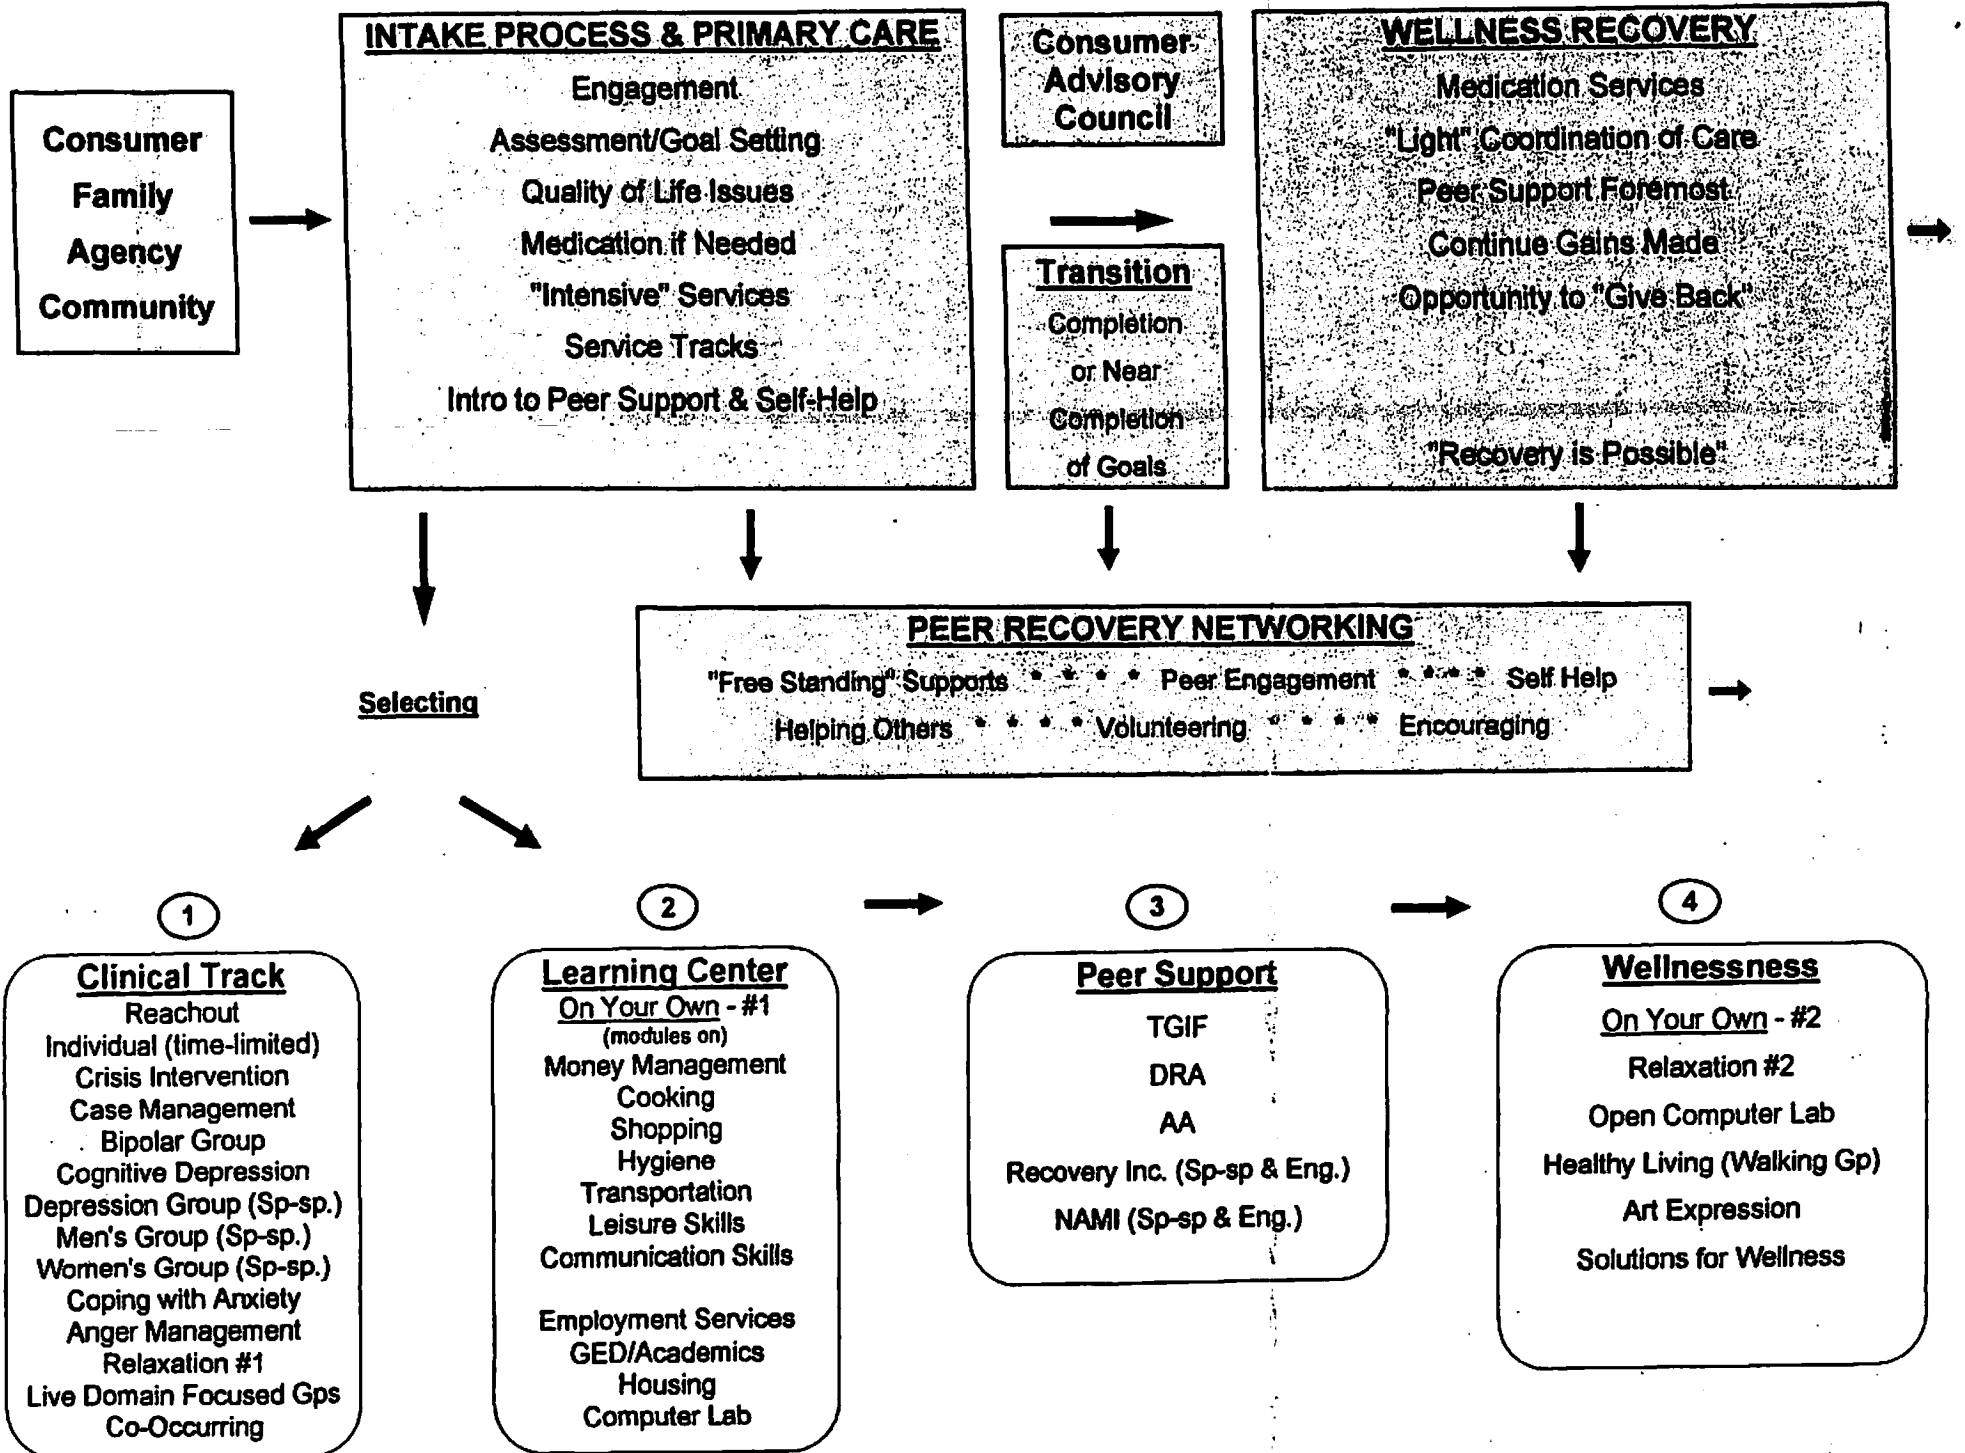 Consumer
Family
Agency
Community
INTAKE PROCESS & PRIMARY CARE
Engagement
Assessment/Goal Setting
Quality of Life Issues
Medication if Needed
"Intensive" Services
Service Tracks
Intro to Peer Support & Self-Help
Consumer
Advisory
Council
Transition
Completion
or Near
Completion
of Goals
WELLNESS RECOVERY
Medication Services
"Light" Coordination of Care
Peer Support Foremost
Continue Gains Made
Opportunity to "Give Back"
"Recovery is Possible"
PEER RECOVERY NETWORKING
"Free Standing" Supports * * * * Peer Engagement * * * * Self Help
Helping Others * * * * Volunteering * * * * Encouraging
Selecting
1
Clinical Track
Reachout
Individual (time-limited)
Crisis Intervention
Case Management
Bipolar Group
Cognitive Depression
Depression Group (Sp-sp.)
Men's Group (Sp-sp.)
Women's Group (Sp-sp.)
Coping with Anxiety
Anger Management
Relaxation #1
Live Domain Focused Gps
Co-Occurring
2
Learning Center
On Your Own - #1
(modules on)
Money Management
Cooking
Shopping
Hygiene
Transportation
Leisure Skills
Communication Skills
Employment Services
GED/Academics
Housing
Computer Lab
3
Peer Support
TGIF
DRA
AA
Recovery Inc. (Sp-sp & Eng.)
NAMI (Sp-sp & Eng.)
4
Wellnessness
On Your Own - #2
Relaxation #2
Open Computer Lab
Healthy Living (Walking Gp)
Art Expression
Solutions for Wellness